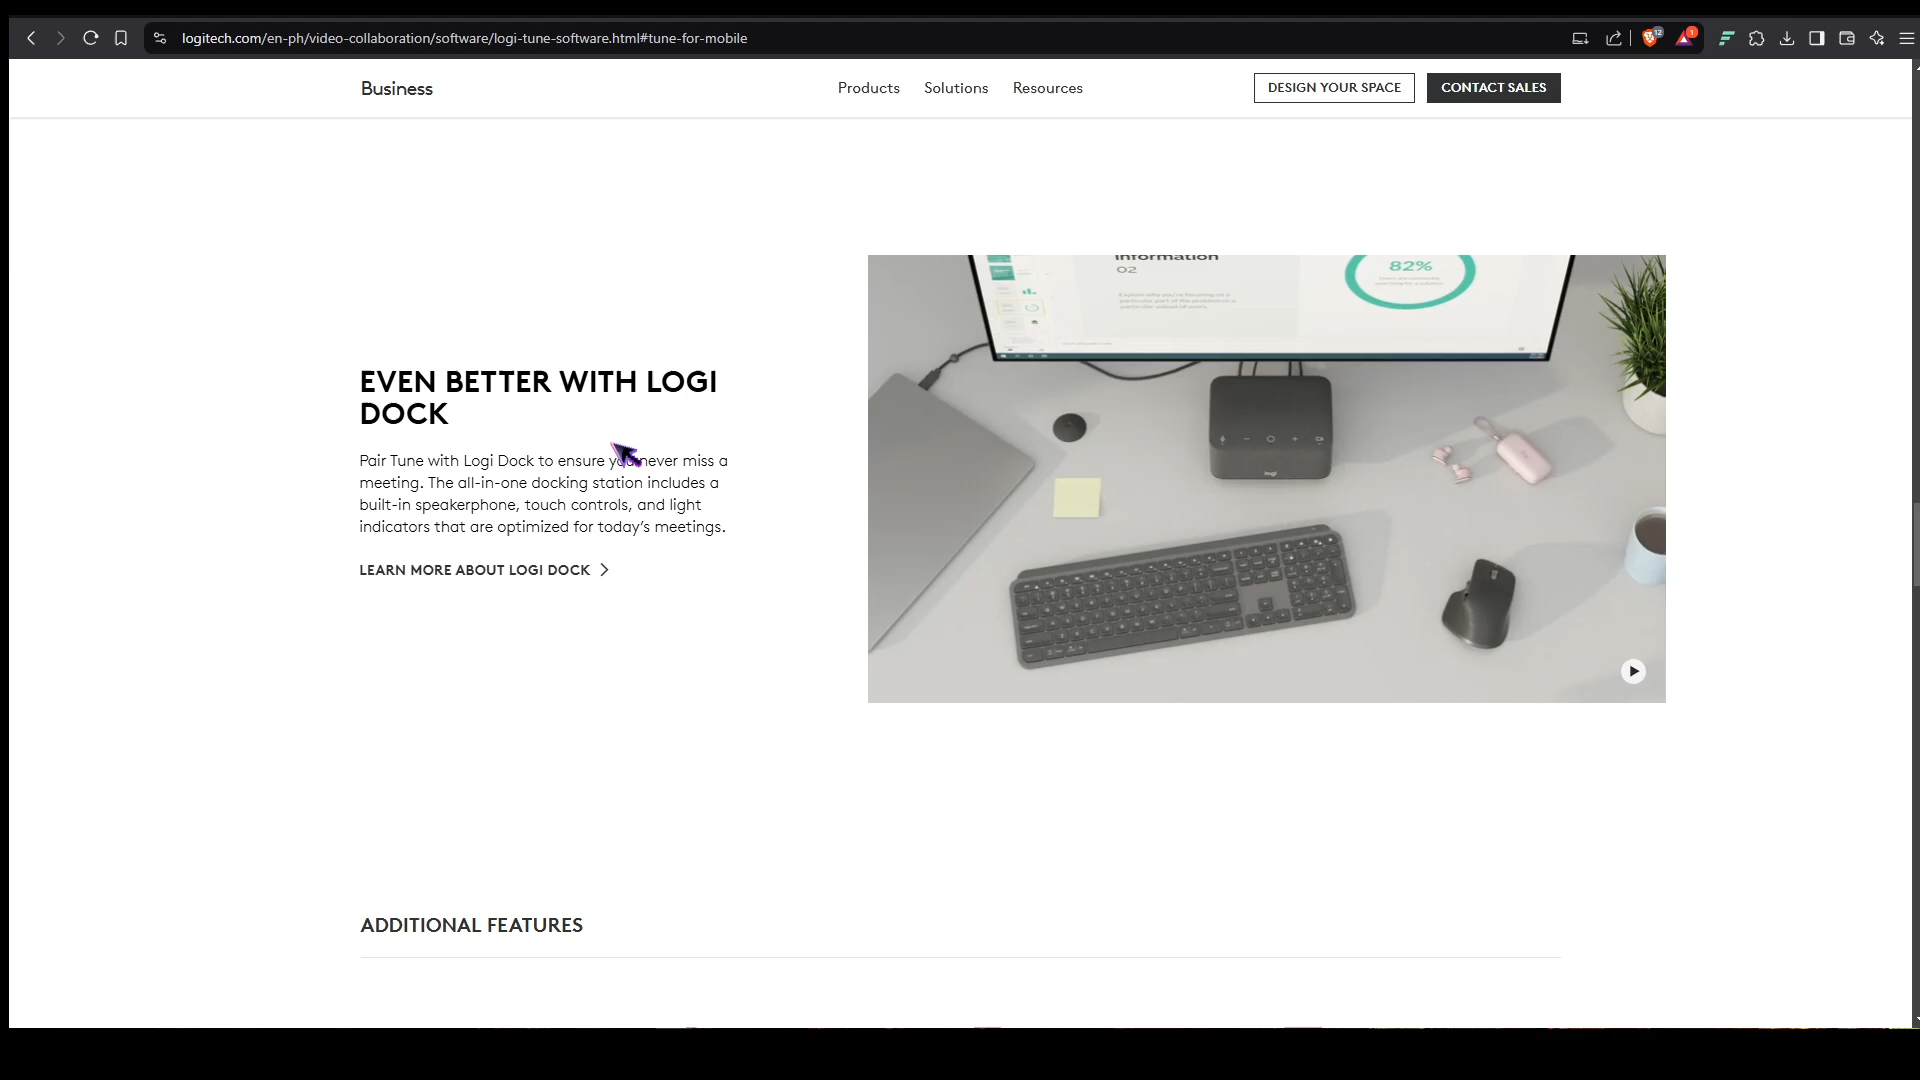 logitech.com/en-ph/video-collaboration/software/logi-tune-software.html#tune-for-mobile
12
1
Business
Products
Solutions
Resources
DESIGN YOUR SPACE
CONTACT SALES
EVEN BETTER WITH LOGI
DOCK
Pair Tune with Logi Dock to ensure you never miss a
meeting. The all-in-one docking station includes a
built-in speakerphone, touch controls, and light
indicators that are optimized for today's meetings.
LEARN MORE ABOUT LOGI DOCK
information
02
82%
logi
ADDITIONAL FEATURES